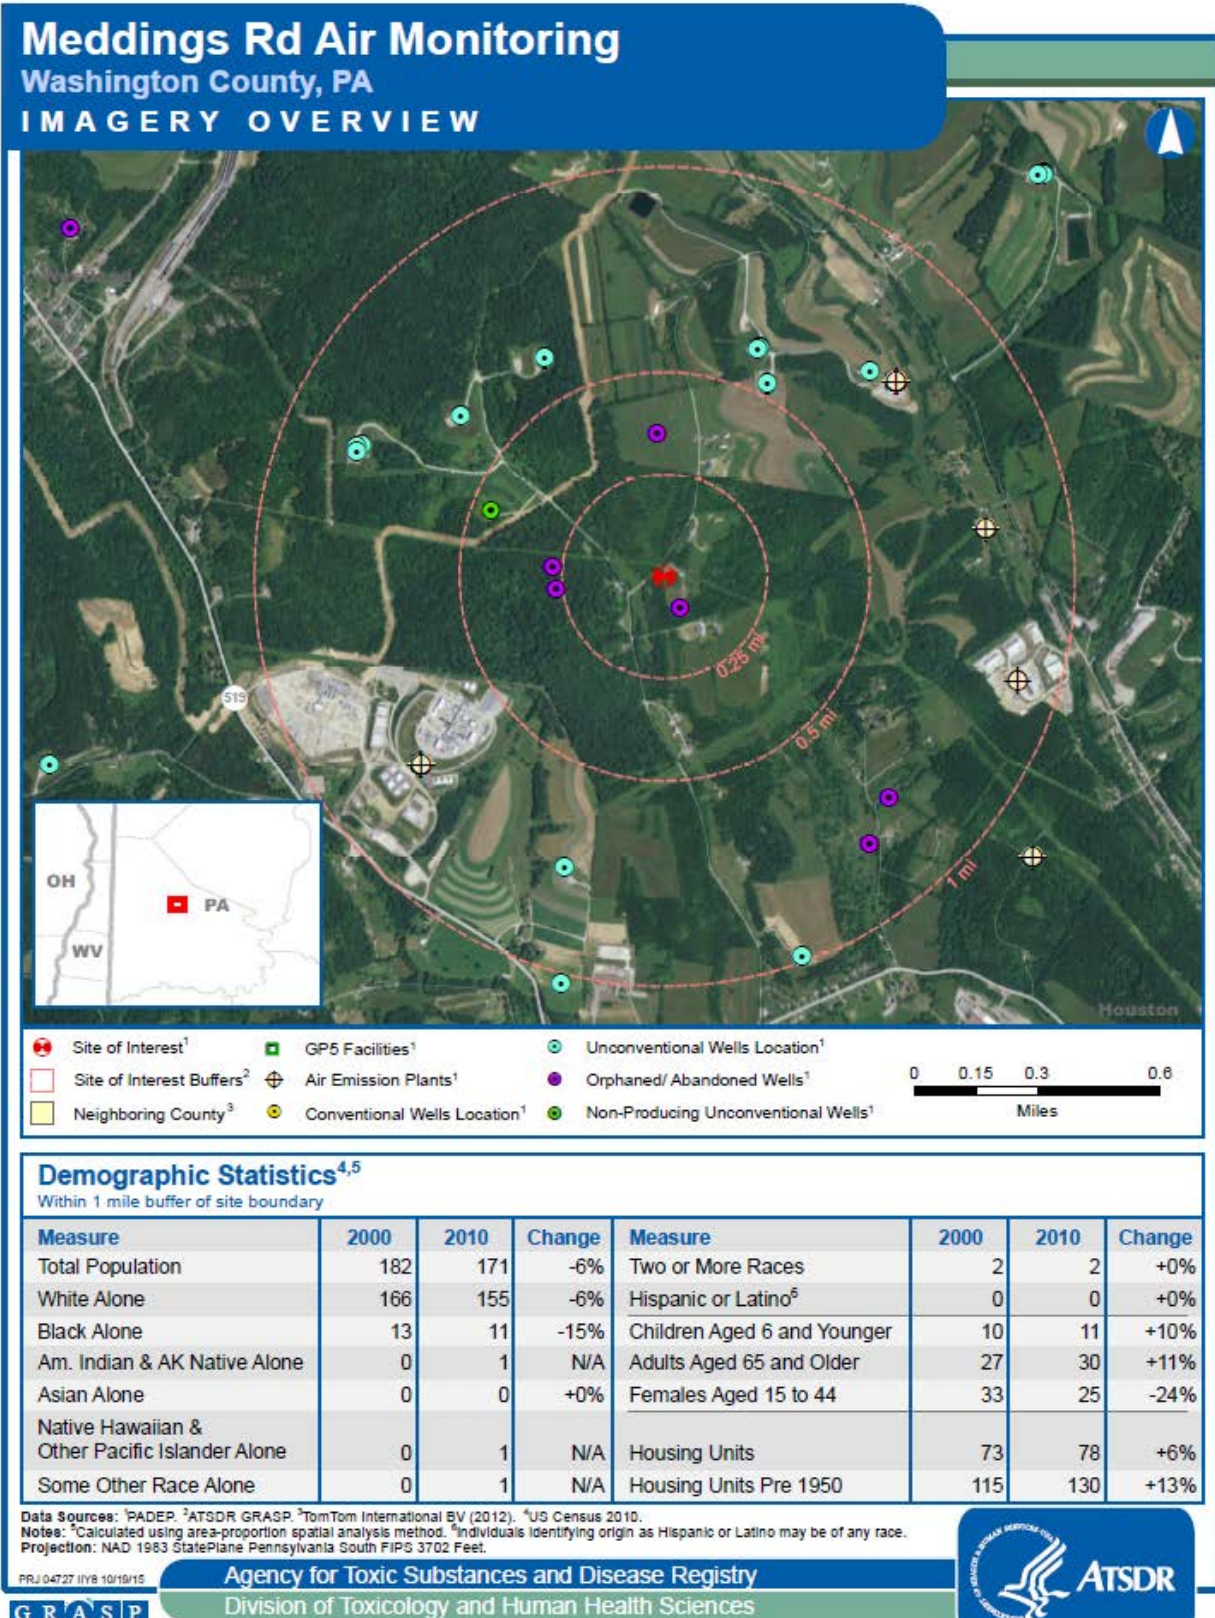 Meddings Rd Air Monitoring
Washington County, PA
IMAGERY OVERVIEW
519
0.25 mi
0.5 mi
1 mi
OH
PA
WV
Houston
Site of Interest¹
GP5 Facilities¹
Unconventional Wells Location¹
Site of Interest Buffers²
Air Emission Plants¹
Orphaned/ Abandoned Wells¹
Neighboring County³
Conventional Wells Location¹
Non-Producing Unconventional Wells¹
0 0.15 0.3 0.6
Miles
Demographic Statistics⁴,⁵
Within 1 mile buffer of site boundary
Measure 2000 2010 Change Measure 2000 2010 Change
Total Population 182 171 -6% Two or More Races 2 2 +0%
White Alone 166 155 -6% Hispanic or Latino⁶ 0 0 +0%
Black Alone 13 11 -15% Children Aged 6 and Younger 10 11 +10%
Am. Indian & AK Native Alone 0 1 N/A Adults Aged 65 and Older 27 30 +11%
Asian Alone 0 0 +0% Females Aged 15 to 44 33 25 -24%
Native Hawaiian &
Other Pacific Islander Alone 0 1 N/A Housing Units 73 78 +6%
Some Other Race Alone 0 1 N/A Housing Units Pre 1950 115 130 +13%
Data Sources: ¹PADEP. ²ATSDR GRASP. ³TomTom International BV (2012). ⁴US Census 2010.
Notes: ⁵Calculated using area-proportion spatial analysis method. ⁶Individuals identifying origin as Hispanic or Latino may be of any race.
Projection: NAD 1983 StatePlane Pennsylvania South FIPS 3702 Feet.
PRJ 04727 IIY8 10/19/15
Agency for Toxic Substances and Disease Registry
ATSDR
GRASP
Division of Toxicology and Human Health Sciences